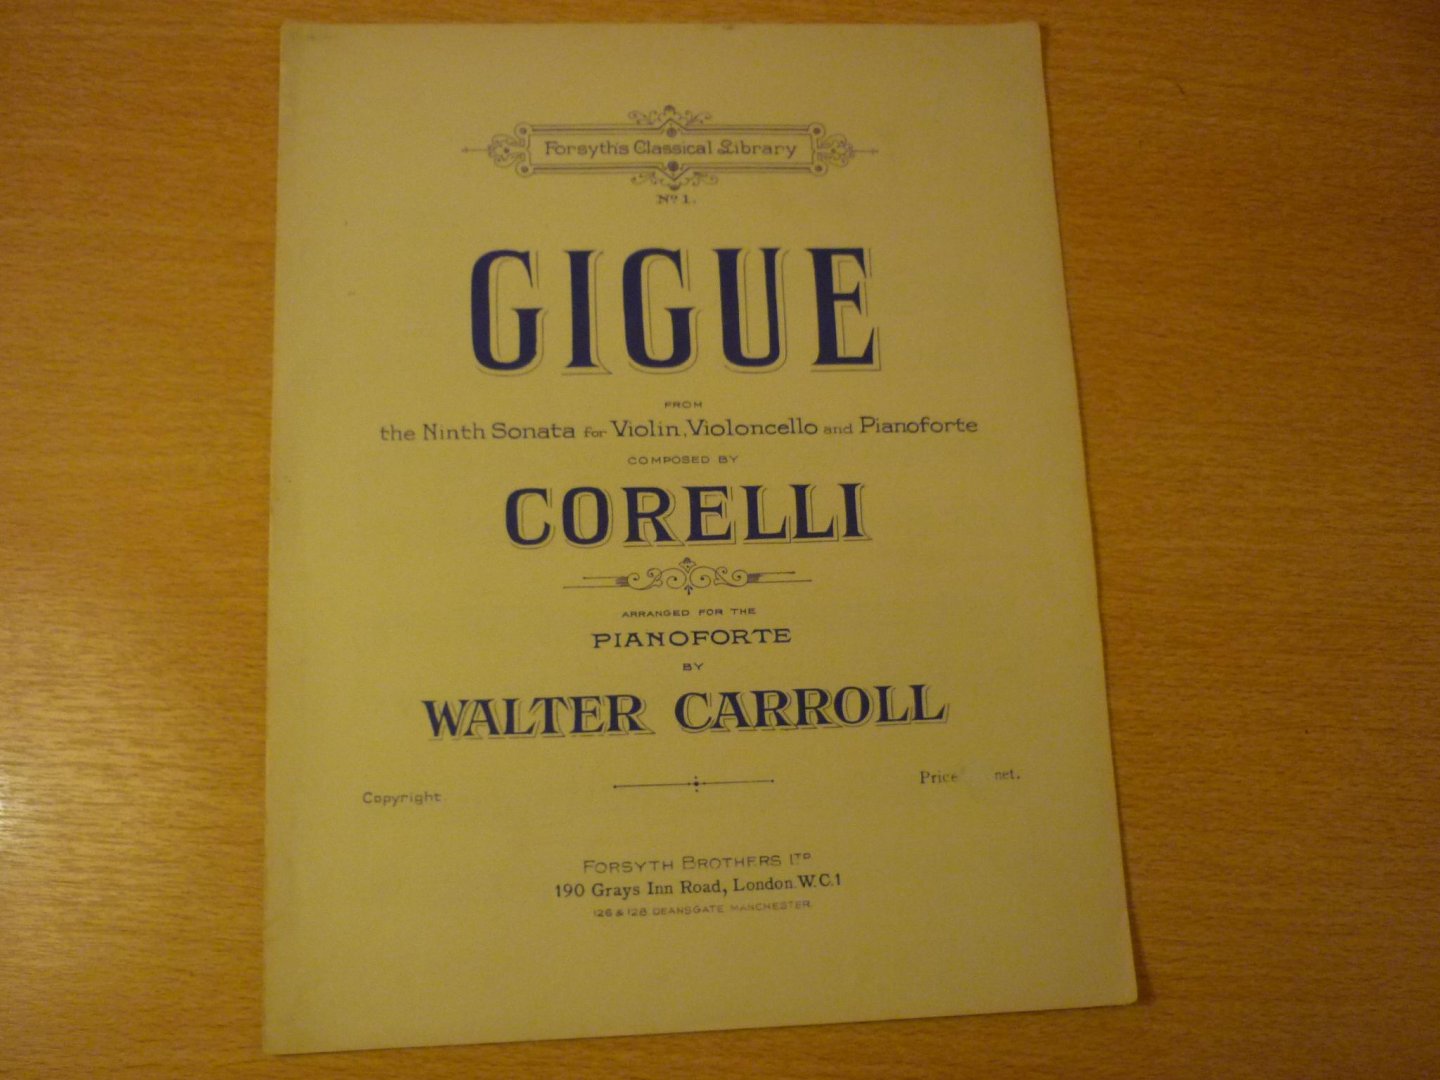 Forsyth's Classical Library
Nº 1.
GIGUE
FROM
the Ninth Sonata for Violin, Violoncello and Pianoforte
COMPOSED BY
CORELLI
ARRANGED FOR THE
PIANOFORTE
BY
WALTER CARROLL
Copyright.
Price net.
FORSYTH BROTHERS LTD
190 Grays Inn Road, London. W.C.1
126 & 128 DEANSGATE MANCHESTER.